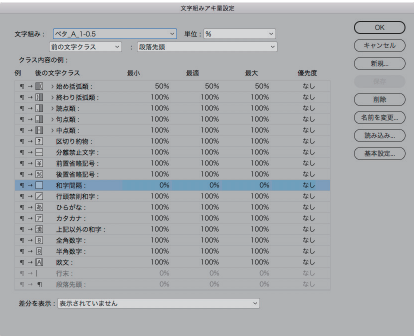 文字組みアキ量設定
文字組み : ベタ_A_1-0.5 単位 : %
前の文字クラス : 段落先頭
クラス内容の例 :
例 後の文字クラス 最小 最適 最大 優先度
¶ → 始め括弧類 : 50% 50% 50% なし
¶ → 終わり括弧類 : 100% 100% 100% なし
¶ → 読点類 : 100% 100% 100% なし
¶ → 句点類 : 100% 100% 100% なし
¶ → 中点類 : 100% 100% 100% なし
¶ → ? 区切り約物 : 100% 100% 100% なし
¶ → 分離禁止文字 : 100% 100% 100% なし
¶ → ¥ 前置省略記号 : 100% 100% 100% なし
¶ → % 後置省略記号 : 100% 100% 100% なし
¶ → 和字間隔 : 0% 0% 0% なし
¶ → 行頭禁則和字 : 100% 100% 100% なし
¶ → あ ひらがな : 100% 100% 100% なし
¶ → ア カタカナ : 100% 100% 100% なし
¶ → 上記以外の和字 : 100% 100% 100% なし
¶ → 全角数字 : 100% 100% 100% なし
¶ → 半角数字 : 100% 100% 100% なし
¶ → A 欧文 : 100% 100% 100% なし
¶ → 行末 : 0% 0% 0% なし
¶ → ¶ 段落先頭 : 0% 0% 0% なし
差分を表示 : 表示されていません
OK
キャンセル
新規...
削除
名前を変更...
読み込み...
基本設定...